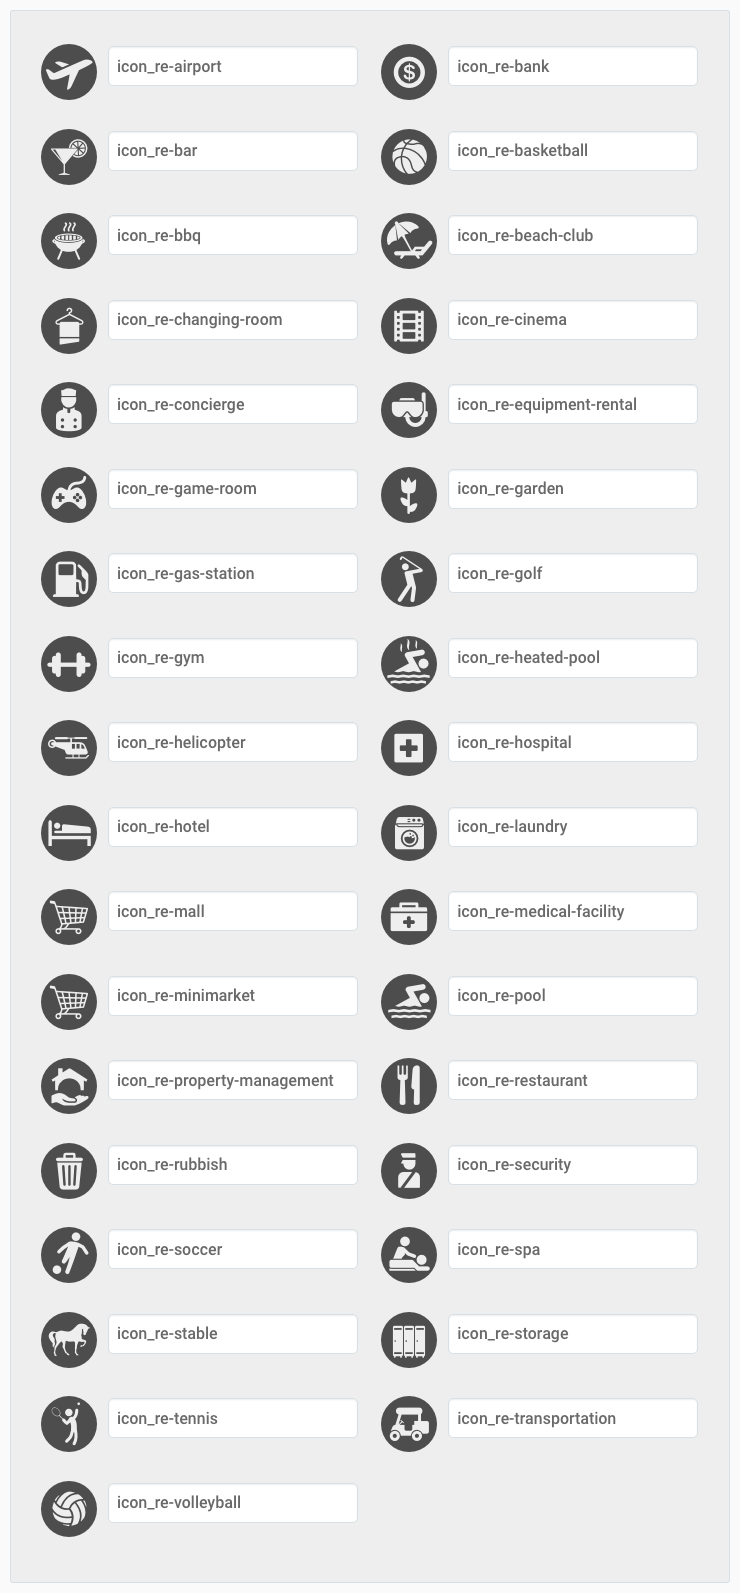 icon_re-airport
icon_re-bank
icon_re-bar
icon_re-basketball
icon_re-bbq
icon_re-beach-club
icon_re-changing-room
icon_re-cinema
icon_re-concierge
icon_re-equipment-rental
icon_re-game-room
icon_re-garden
icon_re-gas-station
icon_re-golf
icon_re-gym
icon_re-heated-pool
icon_re-helicopter
icon_re-hospital
icon_re-hotel
icon_re-laundry
icon_re-mall
icon_re-medical-facility
icon_re-minimarket
icon_re-pool
icon_re-property-management
icon_re-restaurant
icon_re-rubbish
icon_re-security
icon_re-soccer
icon_re-spa
icon_re-stable
icon_re-storage
icon_re-tennis
icon_re-transportation
icon_re-volleyball